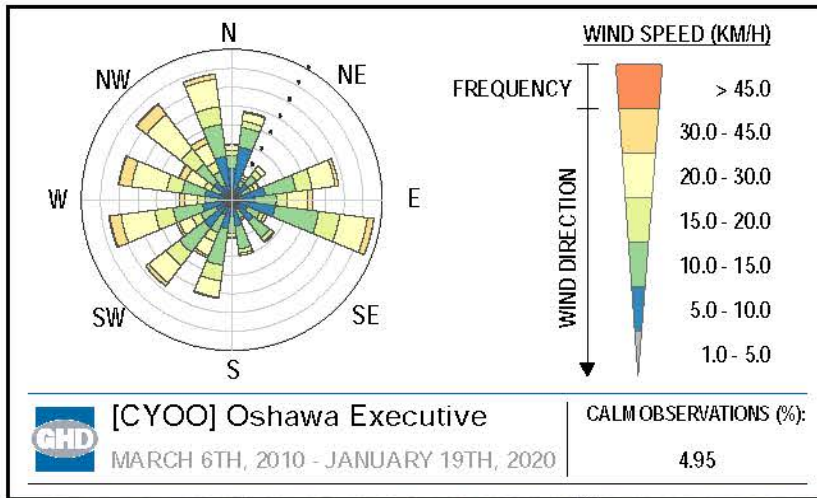 N
NE
E
SE
S
SW
W
NW
WIND SPEED (KM/H)
FREQUENCY
WIND DIRECTION
> 45.0
30.0 - 45.0
20.0 - 30.0
15.0 - 20.0
10.0 - 15.0
5.0 - 10.0
1.0 - 5.0
GHD
[CYOO] Oshawa Executive
MARCH 6TH, 2010 - JANUARY 19TH, 2020
CALM OBSERVATIONS (%):
4.95